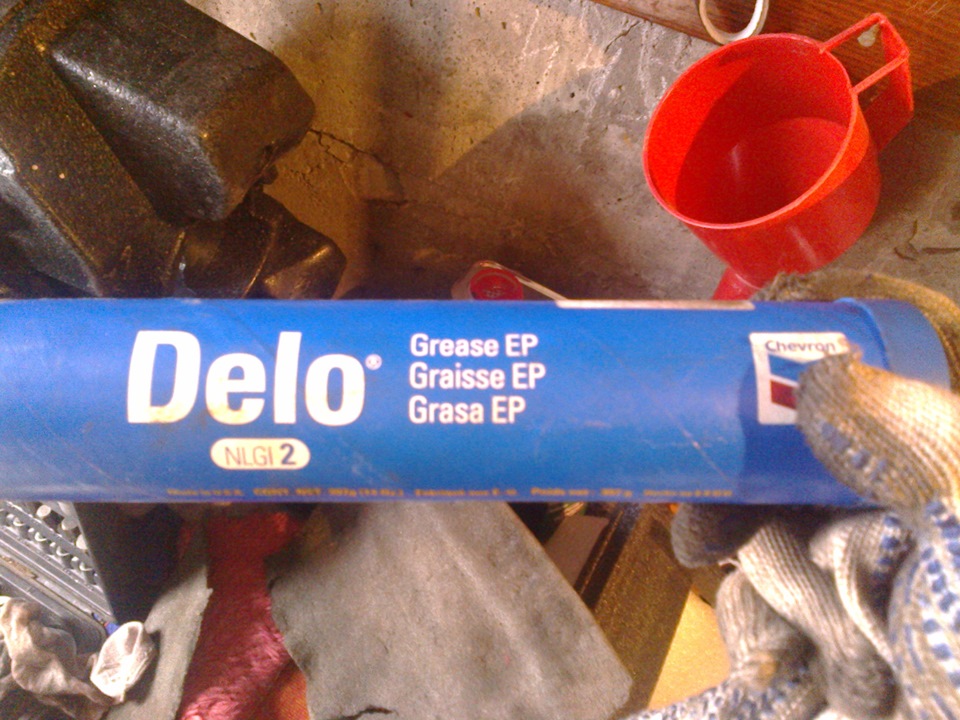 Delo®
NLGI 2
Grease EP
Graisse EP
Grasa EP
Chevron